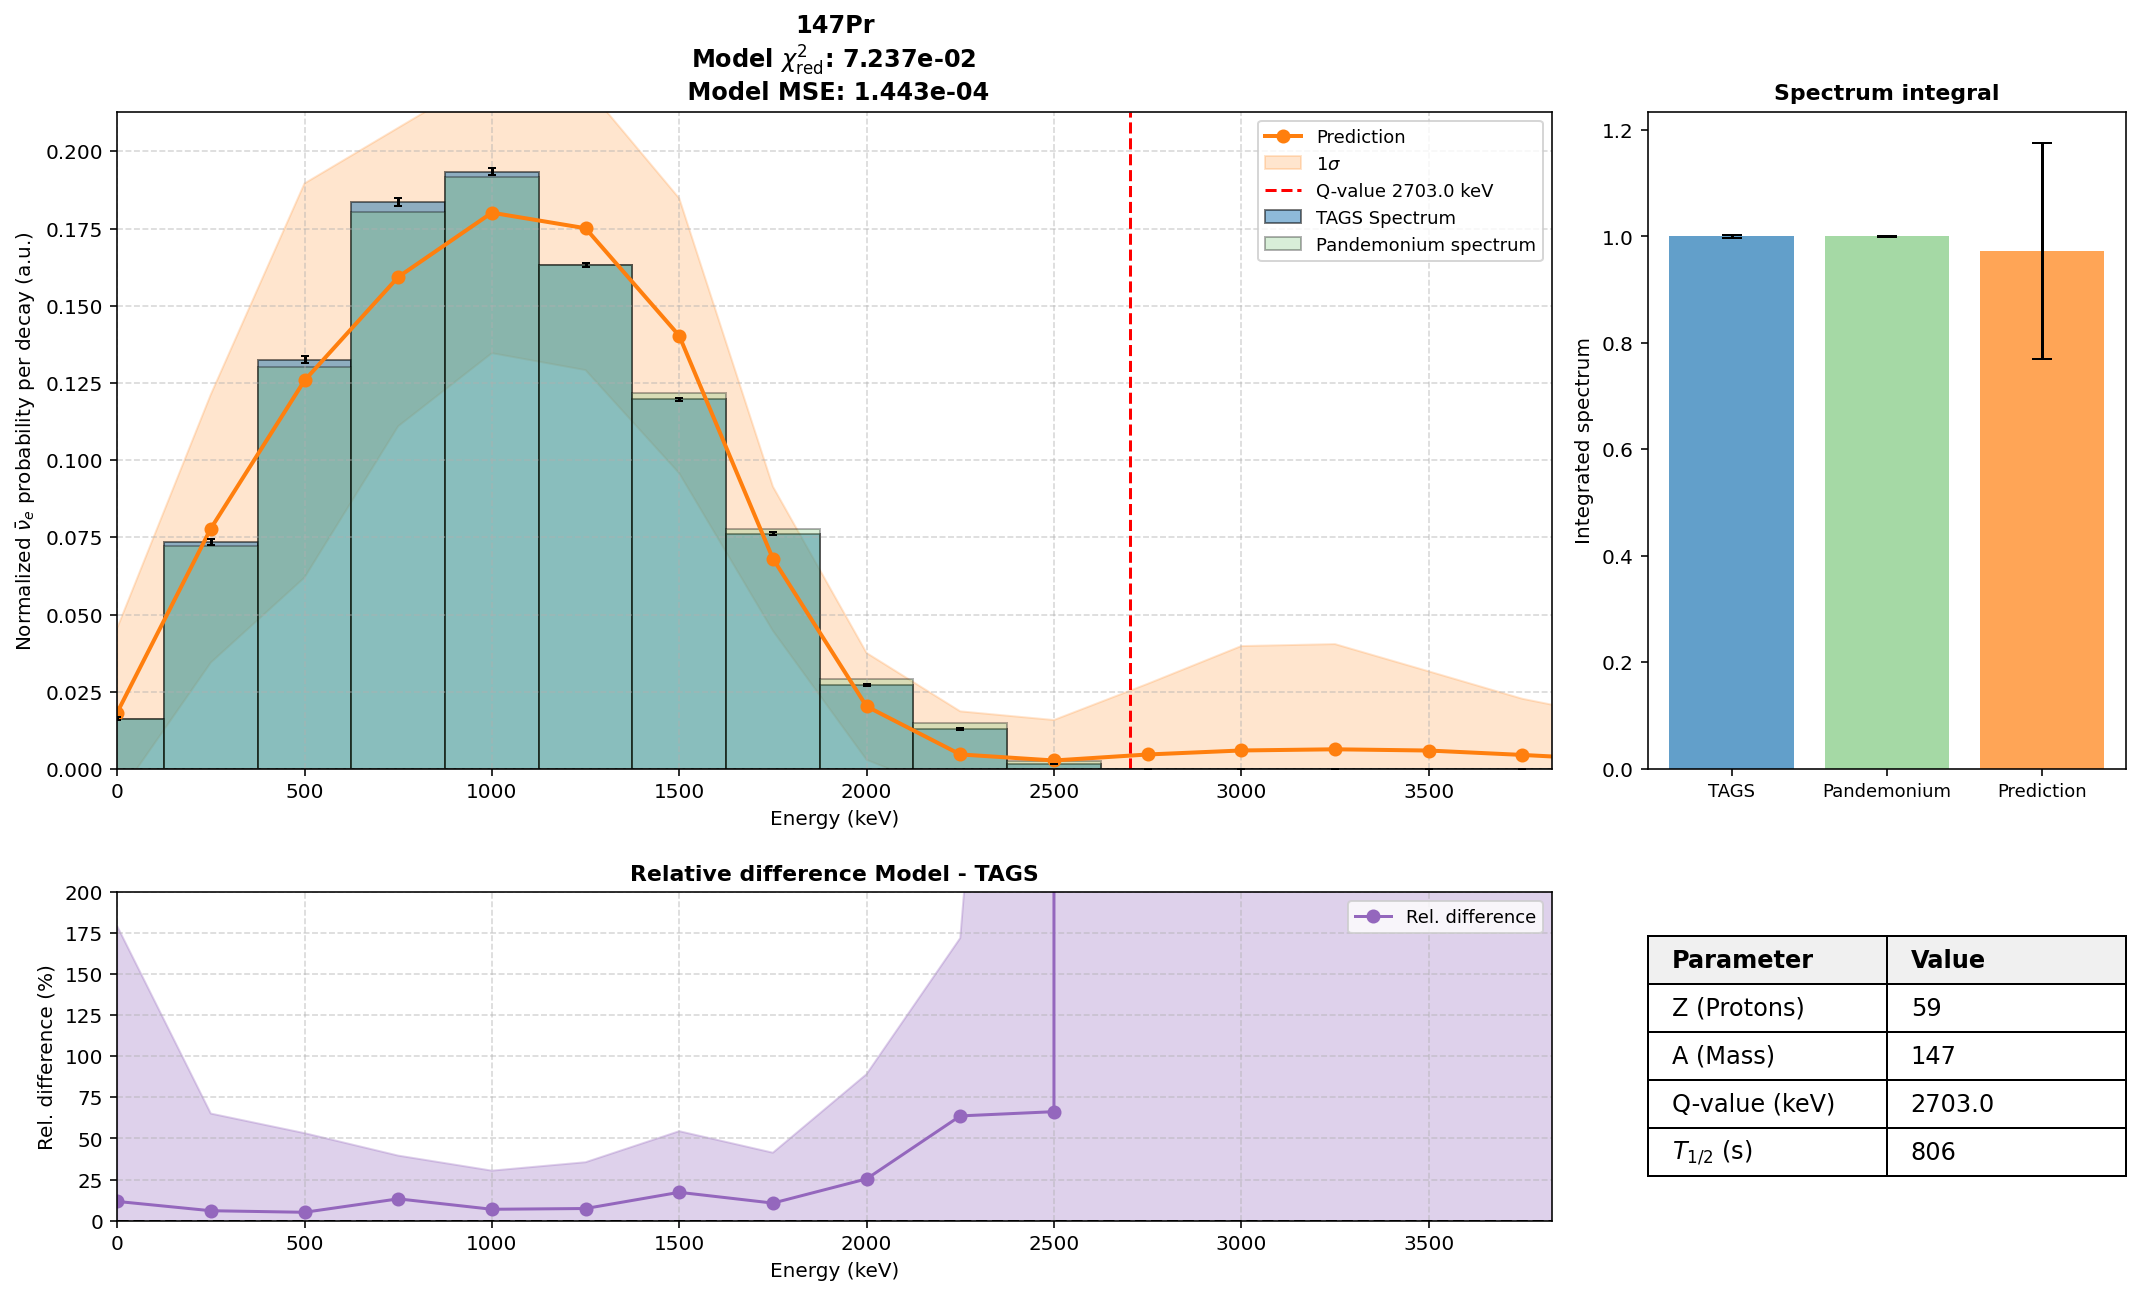 147Pr
Model χ²red: 7.237e-02
Model MSE: 1.443e-04
Normalized ν̄e probability per decay (a.u.)
0.200
0.175
0.150
0.125
0.100
0.075
0.050
0.025
0.000
0 500 1000 1500 2000 2500 3000 3500
Energy (keV)
Prediction
1σ
Q-value 2703.0 keV
TAGS Spectrum
Pandemonium spectrum
Spectrum integral
Integrated spectrum
1.2
1.0
0.8
0.6
0.4
0.2
0.0
TAGS Pandemonium Prediction
Relative difference Model - TAGS
Rel. difference (%)
200
175
150
125
100
75
50
25
0
0 500 1000 1500 2000 2500 3000 3500
Energy (keV)
Rel. difference
Parameter Value
Z (Protons) 59
A (Mass) 147
Q-value (keV) 2703.0
T1/2 (s) 806